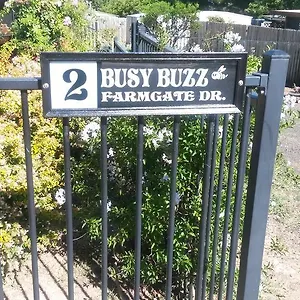 2 BUSY BUZZ
FARMGATE DR.